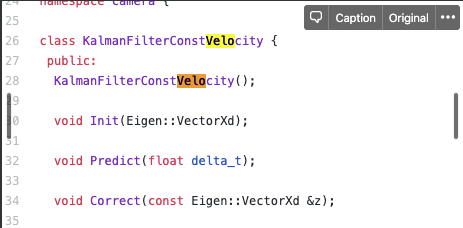 24 namespace Camera {
25
26 class KalmanFilterConstVelocity {
27 public:
28 KalmanFilterConstVelocity();
29
30 void Init(Eigen::VectorXd);
31
32 void Predict(float delta_t);
33
34 void Correct(const Eigen::VectorXd &z);
35
Caption Original